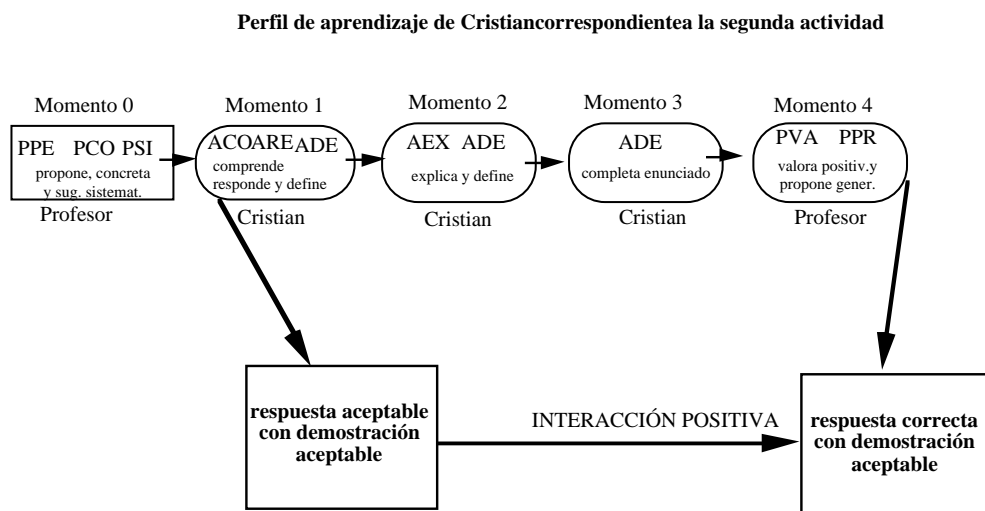 Perfil de aprendizaje de Cristiancorrespondientea la segunda actividad
Momento 0
PPE PCO PSI
propone, concreta
y sug. sistemat.
Profesor
Momento 1
ACOARE ADE
comprende
responde y define
Cristian
Momento 2
AEX ADE
explica y define
Cristian
Momento 3
ADE
completa enunciado
Cristian
Momento 4
PVA PPR
valora positiv.y
propone gener.
Profesor
respuesta aceptable
con demostración
aceptable
INTERACCIÓN POSITIVA
respuesta correcta
con demostración
aceptable